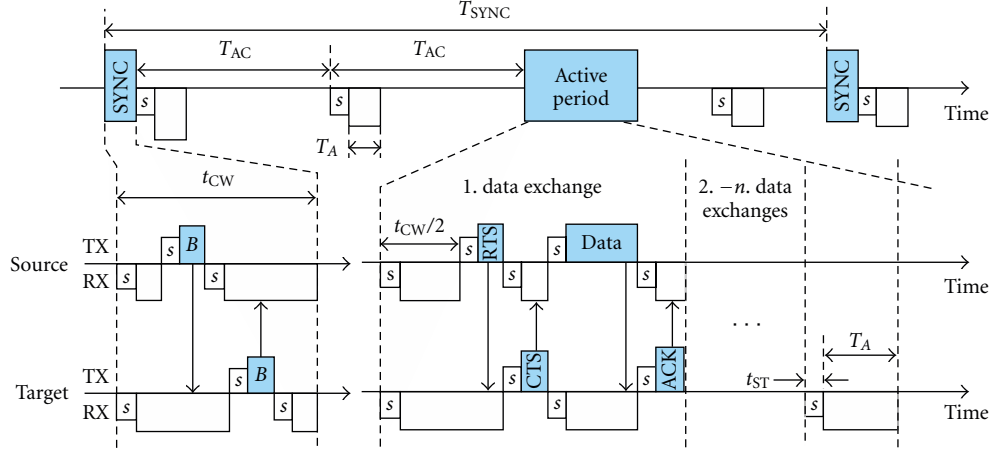 T_SYNC
T_AC
T_AC
SYNC
s
s
T_A
Active
period
s
SYNC
s
Time
t_CW
1. data exchange
2. −n. data
exchanges
t_CW/2
TX
Source
RX
s
s
B
s
s
s
RTS
s
s
Data
s
Time
. . .
TX
Target
RX
s
s
B
s
s
s
CTS
s
s
ACK
t_ST
s
T_A
Time